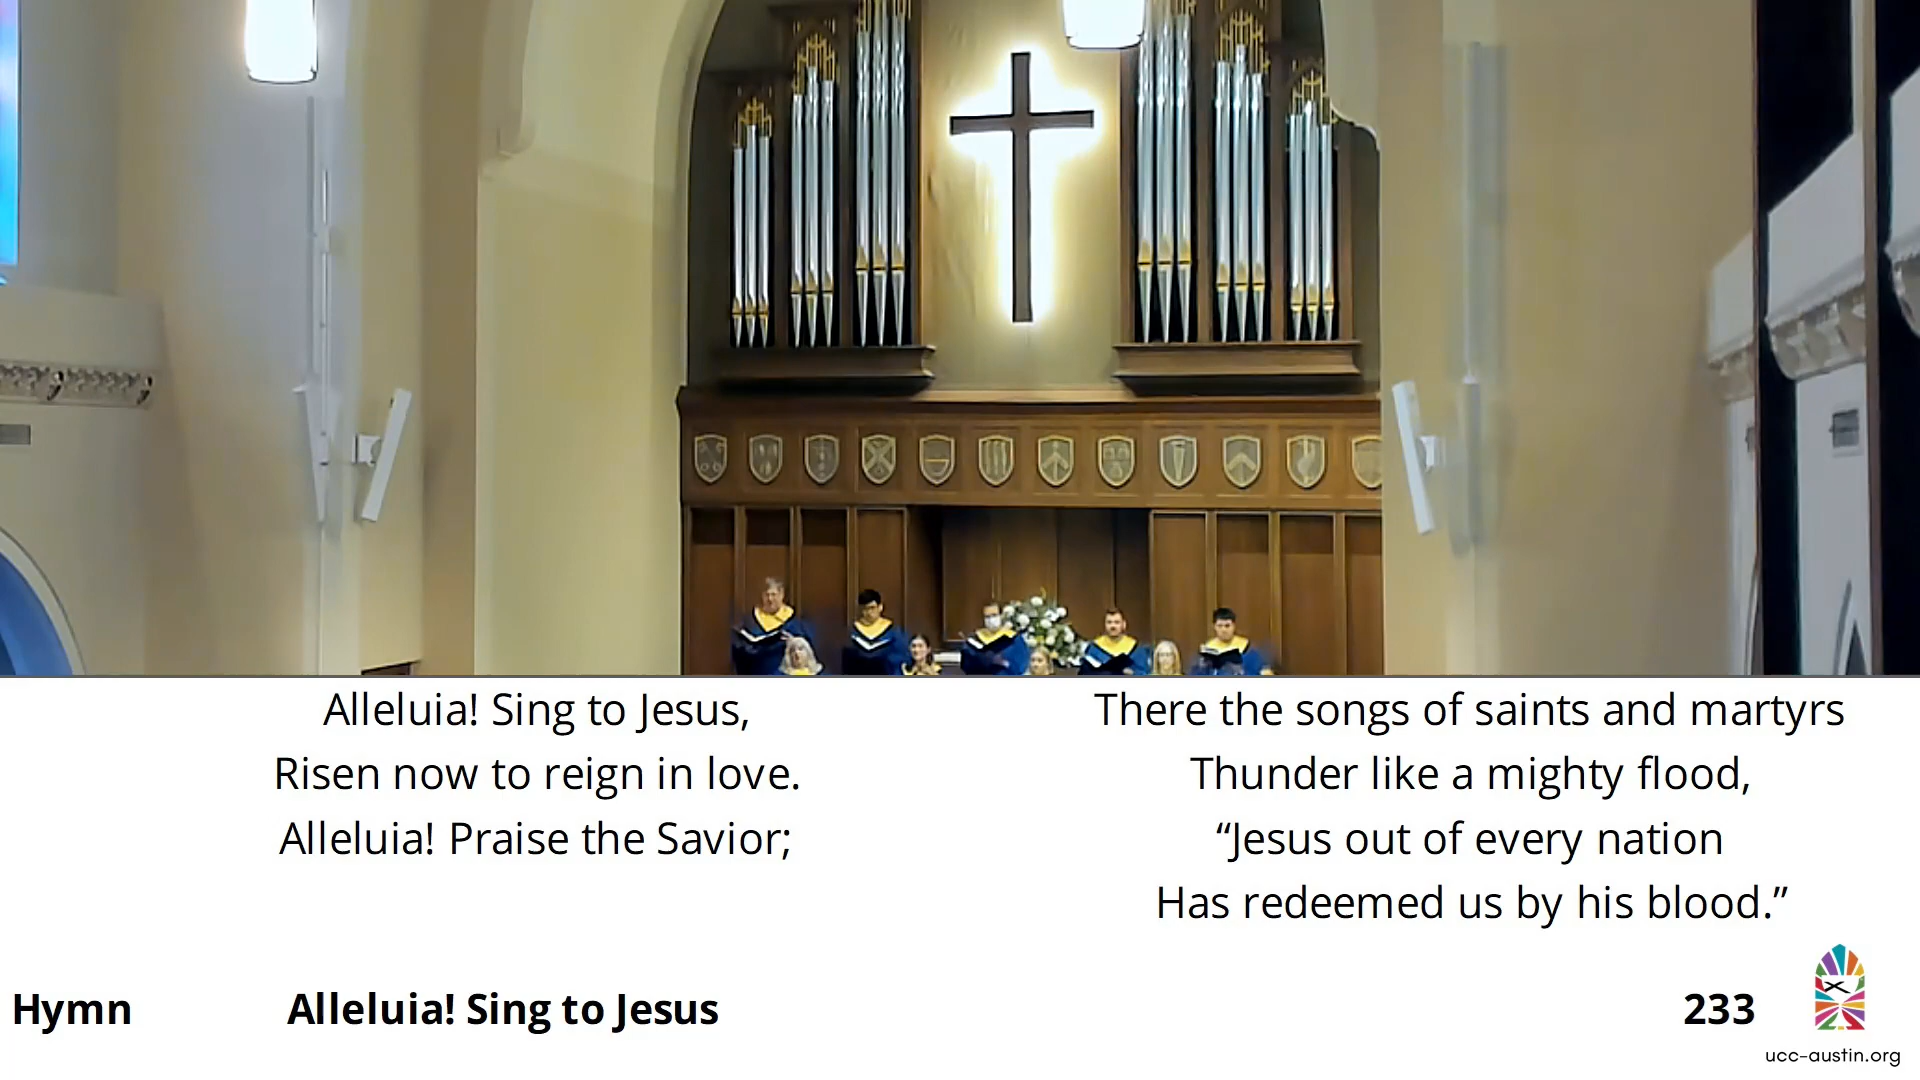 Alleluia! Sing to Jesus,
Risen now to reign in love.
Alleluia! Praise the Savior;
There the songs of saints and martyrs
Thunder like a mighty flood,
“Jesus out of every nation
Has redeemed us by his blood.”
Hymn Alleluia! Sing to Jesus 233
ucc-austin.org